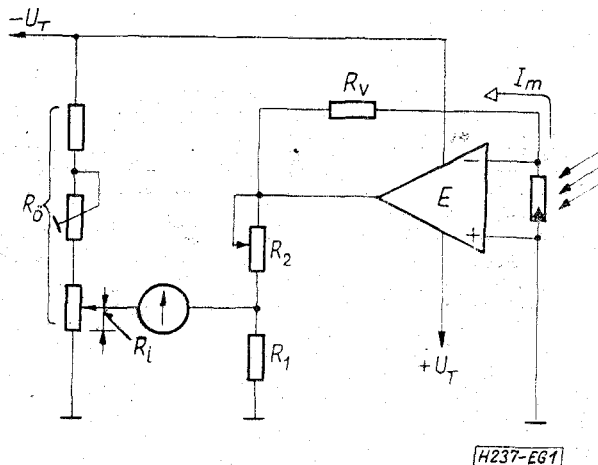 −U_T
I_m
R_v
−
E
+
R_ö
R_2
R_i
R_1
+U_T
H237-EG1